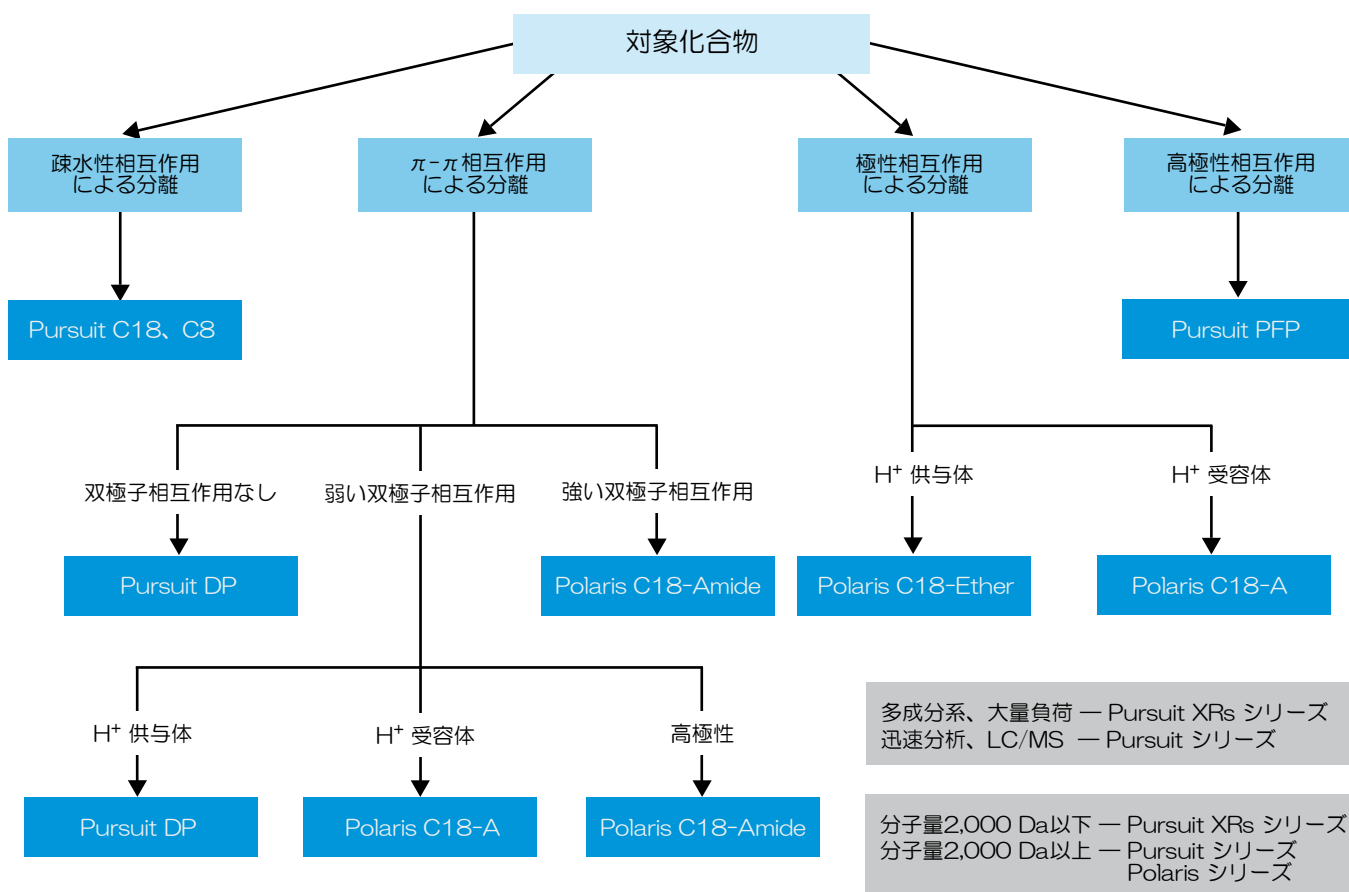 対象化合物
疎水性相互作用
による分離
π-π相互作用
による分離
極性相互作用
による分離
高極性相互作用
による分離
Pursuit C18、C8
Pursuit PFP
双極子相互作用なし
弱い双極子相互作用
強い双極子相互作用
H⁺ 供与体
H⁺ 受容体
Pursuit DP
Polaris C18-Amide
Polaris C18-Ether
Polaris C18-A
H⁺ 供与体
H⁺ 受容体
高極性
Pursuit DP
Polaris C18-A
Polaris C18-Amide
多成分系、大量負荷 — Pursuit XRs シリーズ
迅速分析、LC/MS — Pursuit シリーズ
分子量2,000 Da以下 — Pursuit XRs シリーズ
分子量2,000 Da以上 — Pursuit シリーズ
Polaris シリーズ